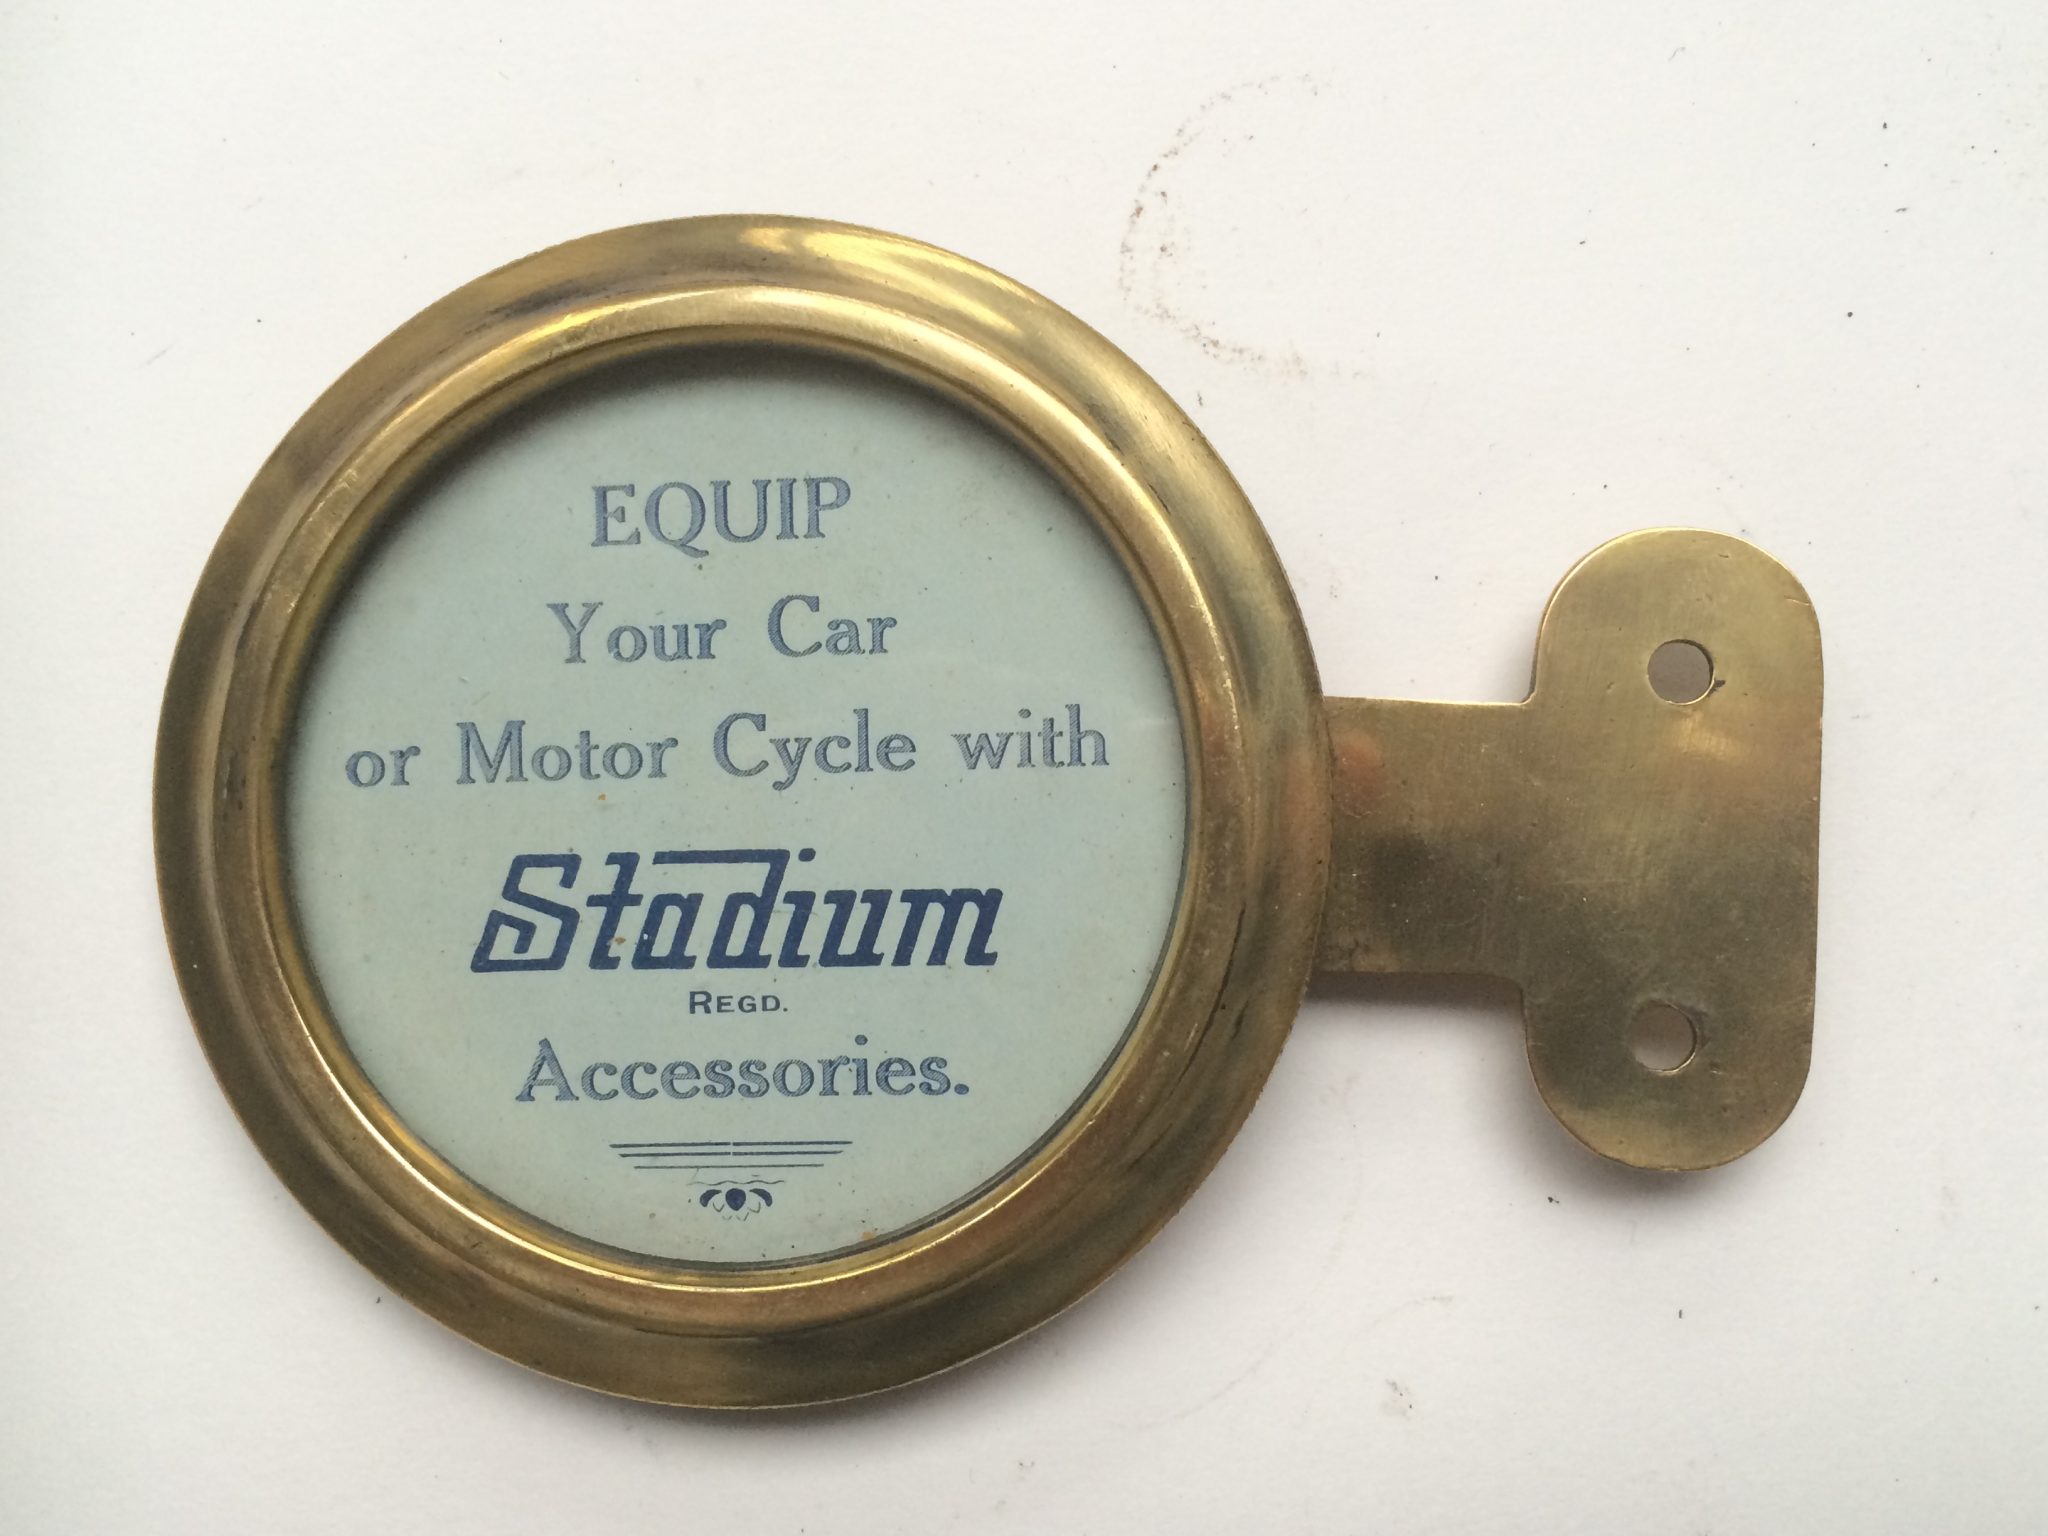 EQUIP
Your Car
or Motor Cycle with
Stadium
REGD.
Accessories.